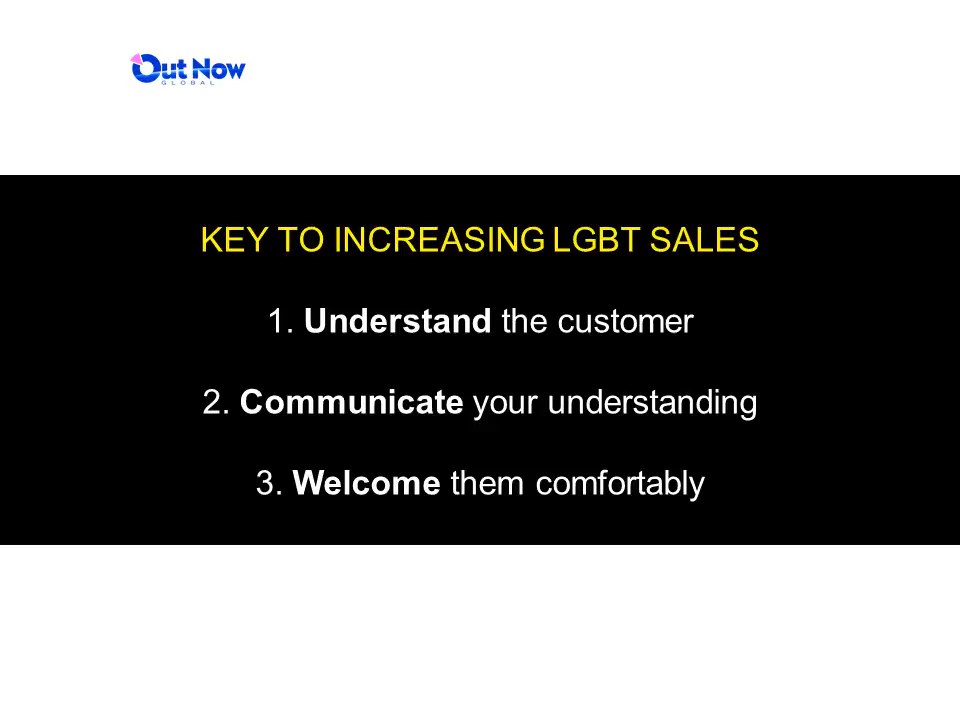 Out Now
GLOBAL
KEY TO INCREASING LGBT SALES
1. Understand the customer
2. Communicate your understanding
3. Welcome them comfortably